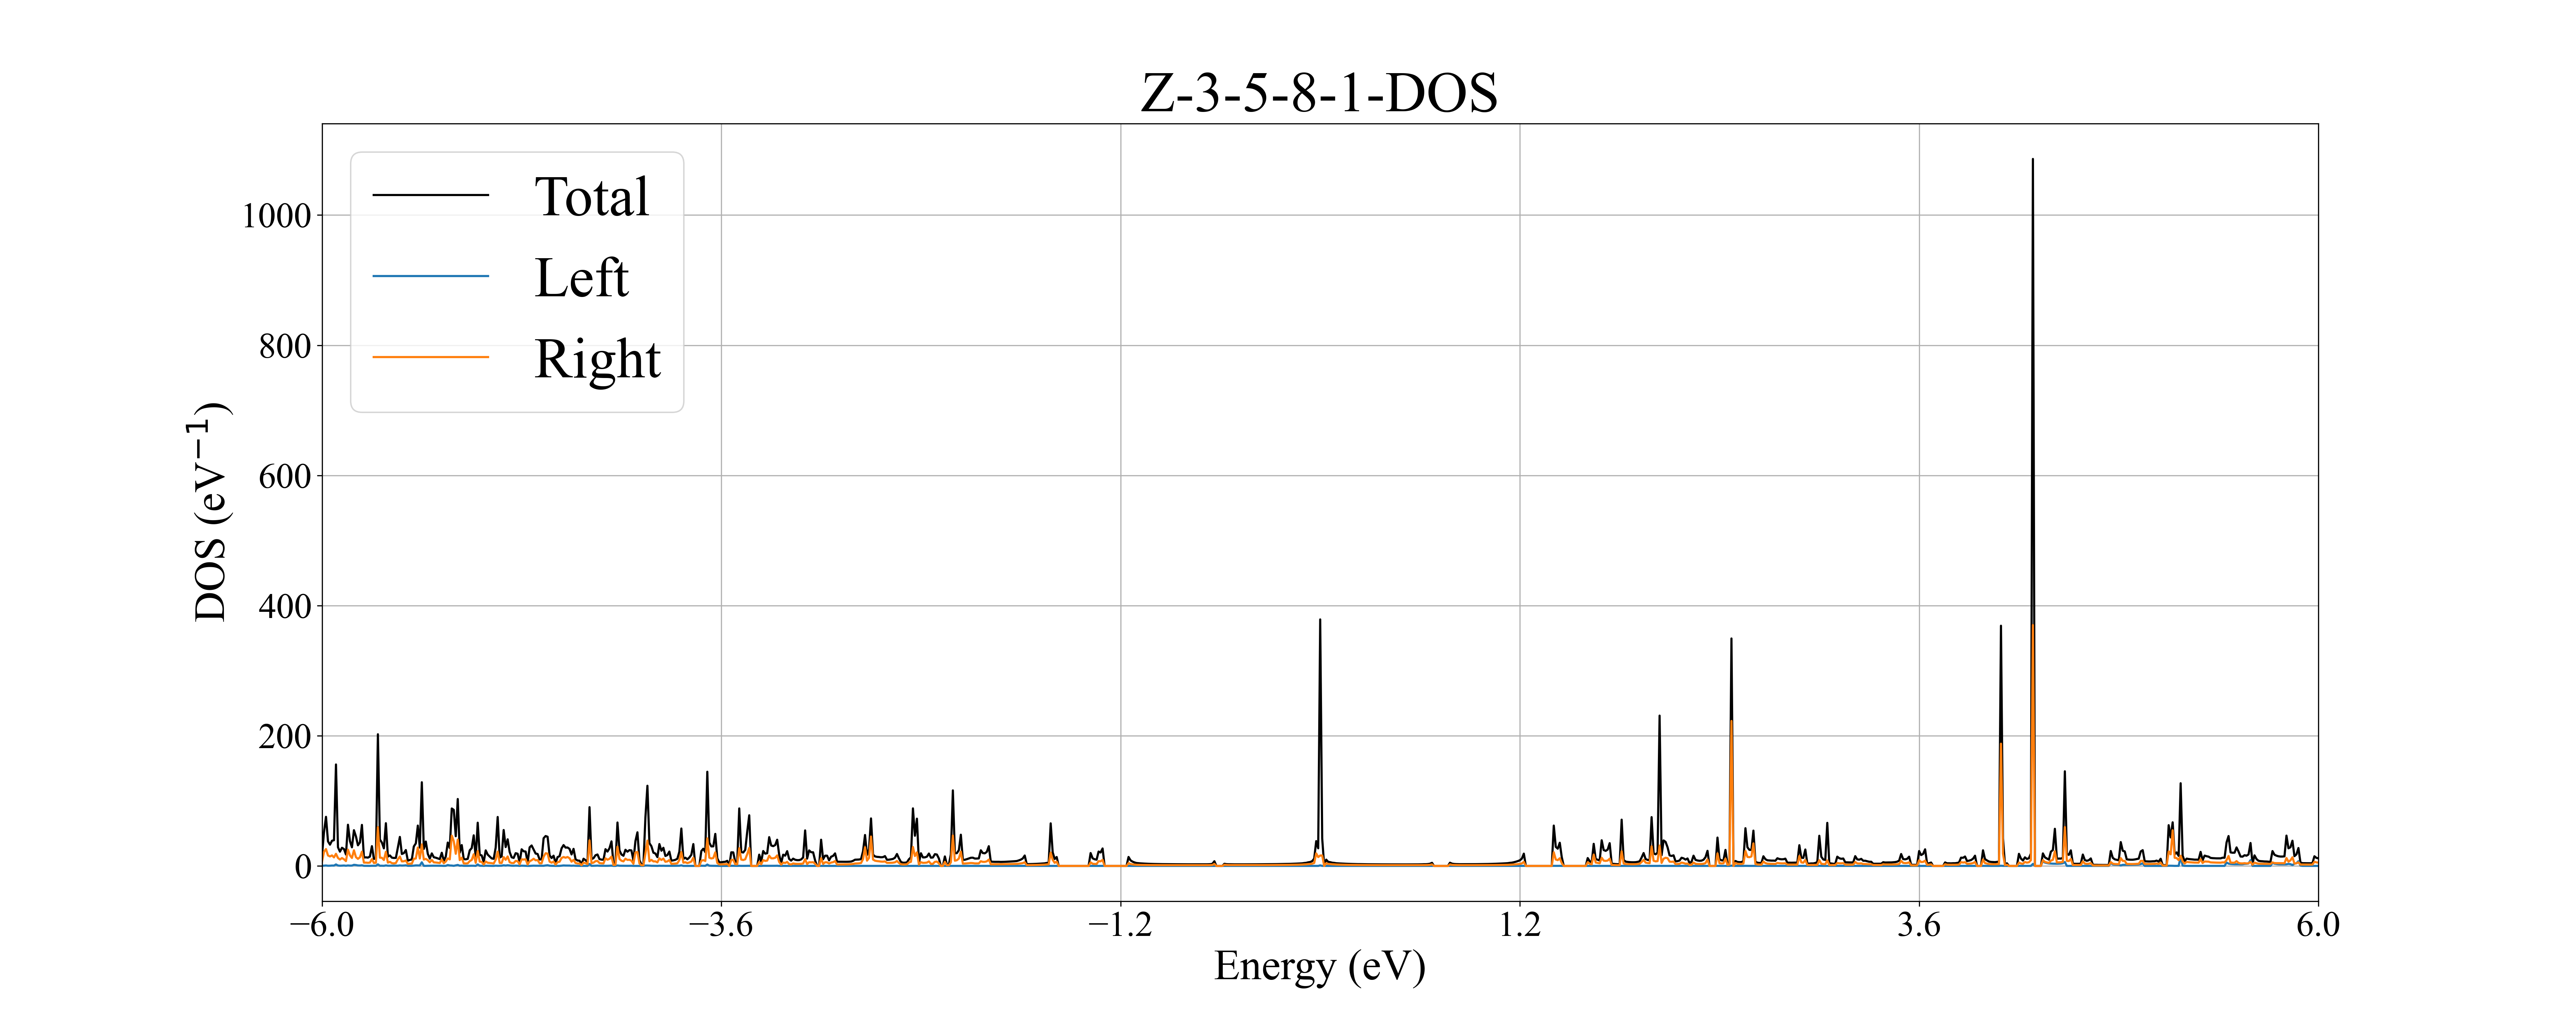 Z-3-5-8-1-DOS
Total
Left
Right
1000
800
600
400
200
0
DOS (eV⁻¹)
−6.0 −3.6 −1.2 1.2 3.6 6.0
Energy (eV)